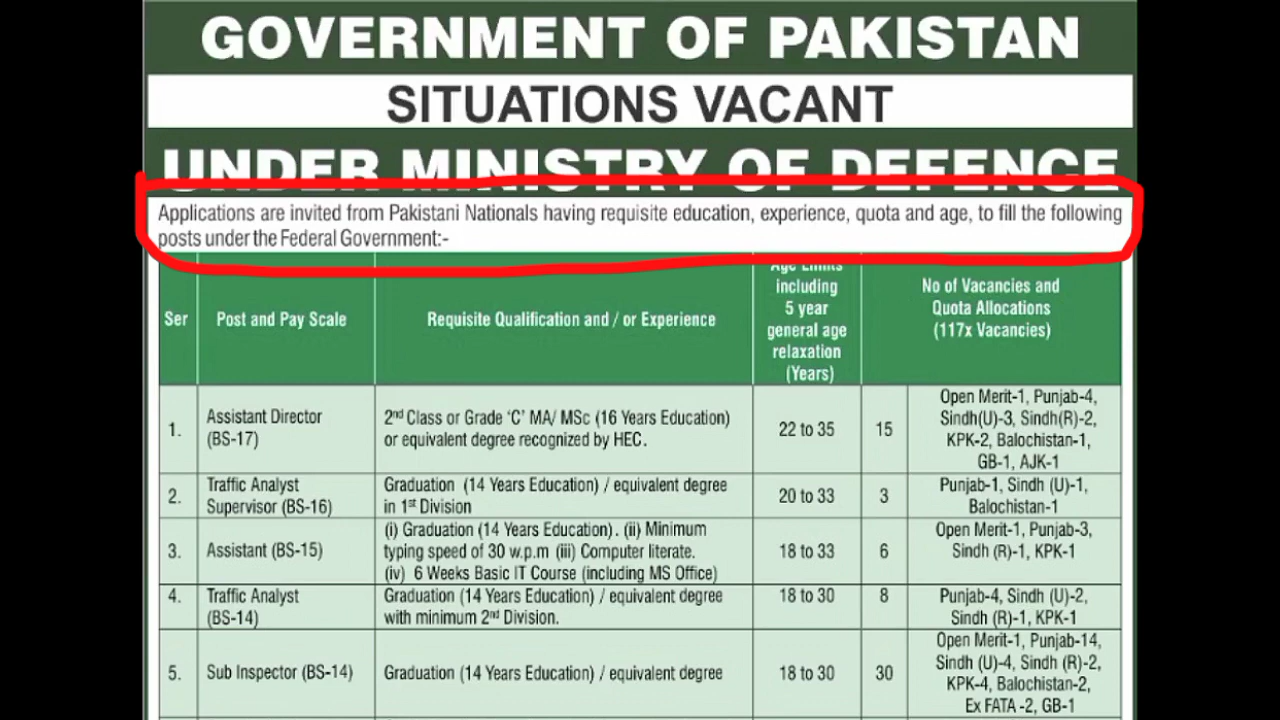 GOVERNMENT OF PAKISTAN
SITUATIONS VACANT
UNDER MINISTRY OF DEFENCE
Applications are invited from Pakistani Nationals having requisite education, experience, quota and age, to fill the following
posts under the Federal Government:-
Ser
Post and Pay Scale
Requisite Qualification and / or Experience
Age Limits
including
5 year
general age
relaxation
(Years)
No of Vacancies and
Quota Allocations
(117x Vacancies)
1.
Assistant Director
(BS-17)
2nd Class or Grade ‘C’ MA/ MSc (16 Years Education)
or equivalent degree recognized by HEC.
22 to 35
15
Open Merit-1, Punjab-4,
Sindh(U)-3, Sindh(R)-2,
KPK-2, Balochistan-1,
GB-1, AJK-1
2.
Traffic Analyst
Supervisor (BS-16)
Graduation (14 Years Education) / equivalent degree
in 1st Division
20 to 33
3
Punjab-1, Sindh (U)-1,
Balochistan-1
3.
Assistant (BS-15)
(i) Graduation (14 Years Education). (ii) Minimum
typing speed of 30 w.p.m (iii) Computer literate.
(iv) 6 Weeks Basic IT Course (including MS Office)
18 to 33
6
Open Merit-1, Punjab-3,
Sindh (R)-1, KPK-1
4.
Traffic Analyst
(BS-14)
Graduation (14 Years Education) / equivalent degree
with minimum 2nd Division.
18 to 30
8
Punjab-4, Sindh (U)-2,
Sindh (R)-1, KPK-1
5.
Sub Inspector (BS-14)
Graduation (14 Years Education) / equivalent degree
18 to 30
30
Open Merit-1, Punjab-14,
Sindh (U)-4, Sindh (R)-2,
KPK-4, Balochistan-2,
Ex FATA -2, GB-1